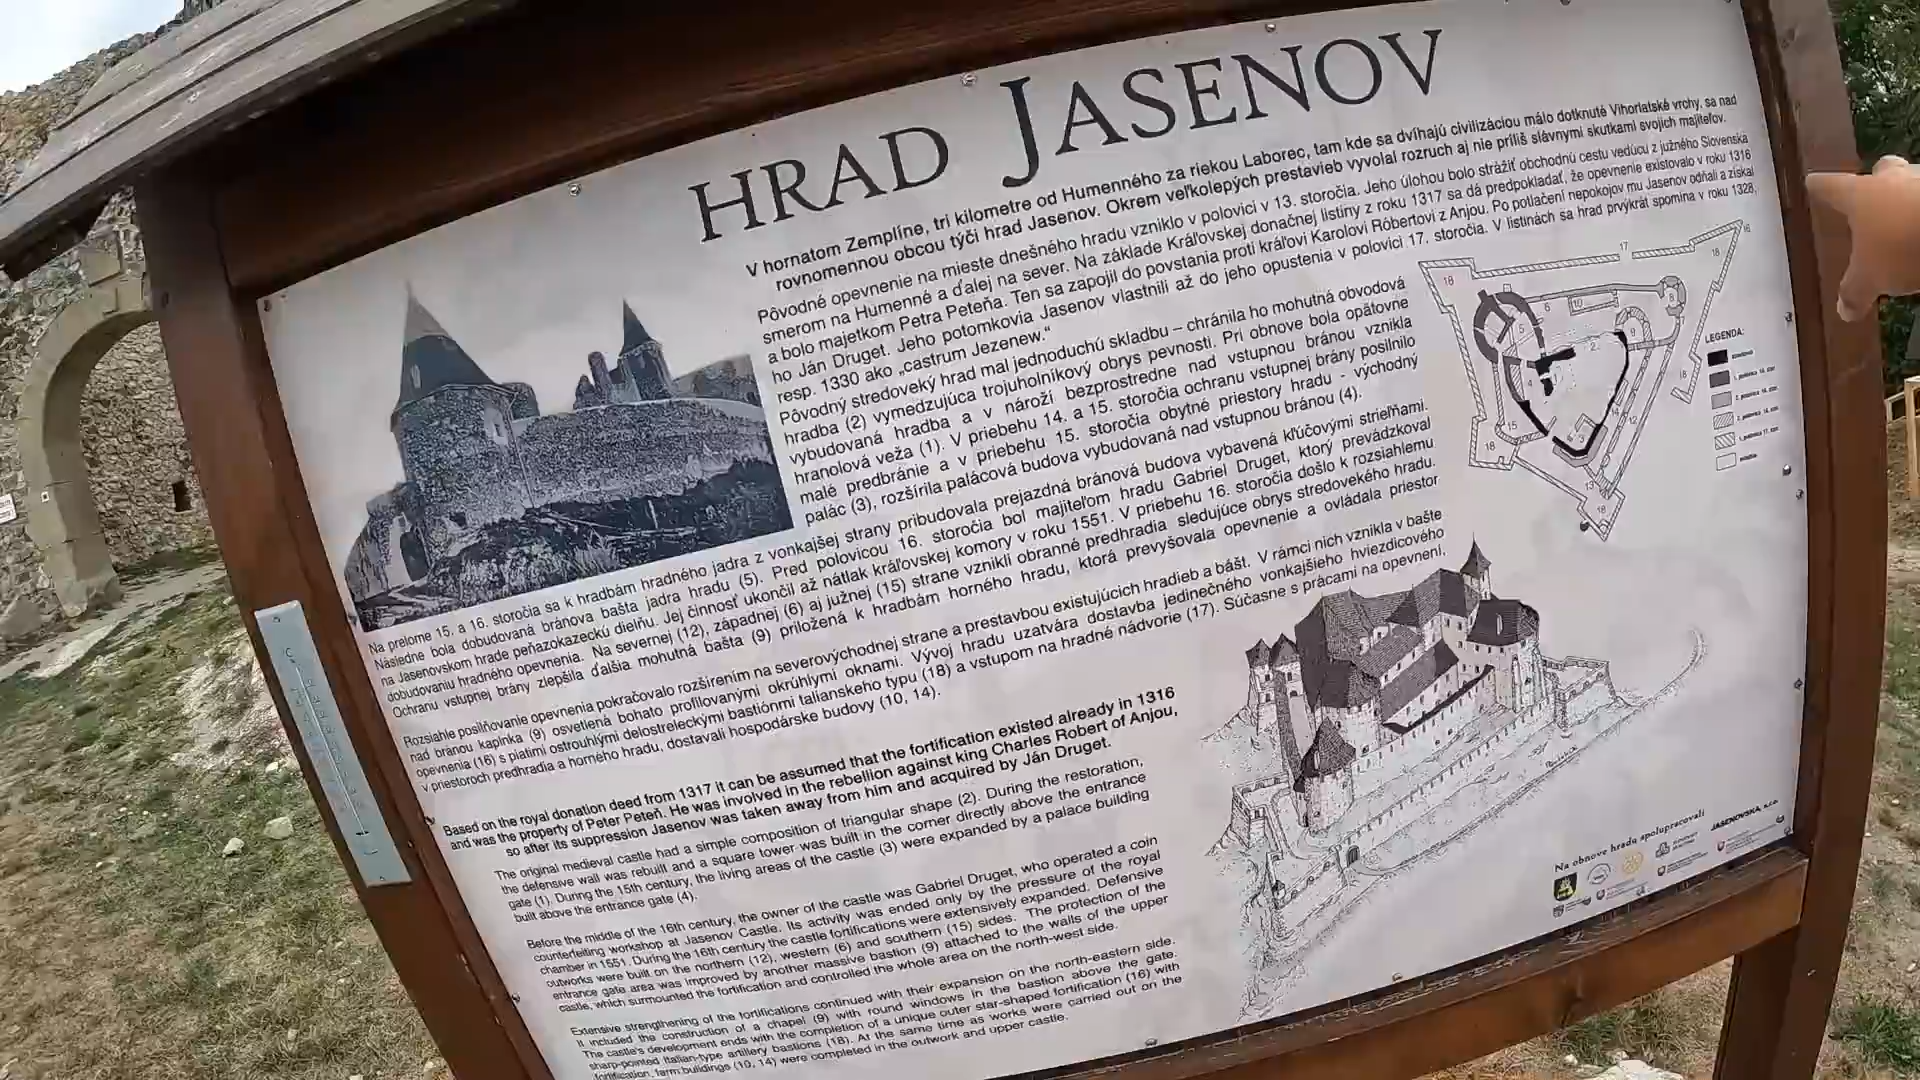 HRAD JASENOV
V hornatom Zemplíne, tri kilometre od Humenného za riekou Laborec, tam kde sa dvíhajú civilizáciou málo dotknuté Vihorlatské vrchy, sa nad
rovnomennou obcou týči hrad Jasenov. Okrem veľkolepých prestavieb vyvolal rozruch aj nie príliš slávnymi skutkami svojich majiteľov.
Pôvodné opevnenie na mieste dnešného hradu vzniklo v polovici v 13. storočia. Jeho úlohou bolo strážiť obchodnú cestu vedúcu z južného Slovenska
smerom na Humenné a ďalej na sever. Na základe Kráľovskej donačnej listiny z roku 1317 sa dá predpokladať, že opevnenie existovalo v roku 1316
a bolo majetkom Petra Peteňa. Ten sa zapojil do povstania proti kráľovi Karolovi Róbertovi z Anjou. Po potlačení nepokojov mu Jasenov odňali a získal
ho Ján Druget. Jeho potomkovia Jasenov vlastnili až do jeho opustenia v polovici 17. storočia. V listinách sa hrad prvýkrát spomína v roku 1328,
resp. 1330 ako „castrum Jezenew.“
Pôvodný stredoveký hrad mal jednoduchú skladbu – chránila ho mohutná obvodová
hradba (2) vymedzujúca trojuholníkový obrys pevnosti. Pri obnove bola opätovne
vybudovaná hradba a v nároží bezprostredne nad vstupnou bránou vznikla
hranolová veža (1). V priebehu 14. a 15. storočia ochranu vstupnej brány posilnilo
malé predbránie a v priebehu 15. storočia obytné priestory hradu - východný
palác (3), rozšírila palácová budova vybudovaná nad vstupnou bránou (4).
Na prelome 15. a 16. storočia sa k hradbám hradného jadra z vonkajšej strany pribudovala prejazdná bránová budova vybavená kľúčovými strieľňami.
Následne bola dobudovaná bránova bašta jadra hradu (5). Pred polovicou 16. storočia bol majiteľom hradu Gabriel Druget, ktorý prevádzkoval
na Jasenovskom hrade peňazokazeckú dielňu. Jej činnosť ukončil až nátlak kráľovskej komory v roku 1551. V priebehu 16. storočia došlo k rozsiahlemu
dobudovaniu hradného opevnenia. Na severnej (12), západnej (6) aj južnej (15) strane vznikli obranné predhradia sledujúce obrys stredovekého hradu.
Ochranu vstupnej brány zlepšila ďalšia mohutná bašta (9) priložená k hradbám horného hradu, ktorá prevyšovala opevnenie a ovládala priestor
Rozsiahle posilňovanie opevnenia pokračovalo rozšírením na severovýchodnej strane a prestavbou existujúcich hradieb a bášt. V rámci nich vznikla v bašte
nad bránou kaplnka (9) osvetlená bohato profilovanými okrúhlymi oknami. Vývoj hradu uzatvára dostavba jedinečného vonkajšieho hviezdicového
opevnenia (16) s piatimi ostrouhlými delostreleckými bastiónmi talianskeho typu (18) a vstupom na hradné nádvorie (17). Súčasne s prácami na opevnení,
v priestoroch predhradia a horného hradu, dostavali hospodárske budovy (10, 14).
Based on the royal donation deed from 1317 it can be assumed that the fortification existed already in 1316
and was the property of Peter Peteň. He was involved in the rebellion against king Charles Robert of Anjou,
so after its suppression Jasenov was taken away from him and acquired by Ján Druget.
The original medieval castle had a simple composition of triangular shape (2). During the restoration,
the defensive wall was rebuilt and a square tower was built in the corner directly above the entrance
gate (1). During the 15th century, the living areas of the castle (3) were expanded by a palace building
built above the entrance gate (4).
Before the middle of the 16th century, the owner of the castle was Gabriel Druget, who operated a coin
counterfeiting workshop at Jasenov Castle. Its activity was ended only by the pressure of the royal
chamber in 1551. During the 16th century the castle fortifications were extensively expanded. Defensive
outworks were built on the northern (12), western (6) and southern (15) sides. The protection of the
entrance gate area was improved by another massive bastion (9) attached to the walls of the upper
castle, which surmounted the fortification and controlled the whole area on the north-west side.
Extensive strengthening of the fortifications continued with their expansion on the north-eastern side.
It included the construction of a chapel (9) with round windows in the bastion above the gate.
The castle's development ends with the completion of a unique outer star-shaped fortification (16) with
sharp-pointed Italian-type artillery bastions (18). At the same time as works were carried out on the
fortification, farm buildings (10, 14) were completed in the outwork and upper castle.
LEGENDA:
Na obnove hradu spolupracovali
JASENOVSKA, s.r.o.